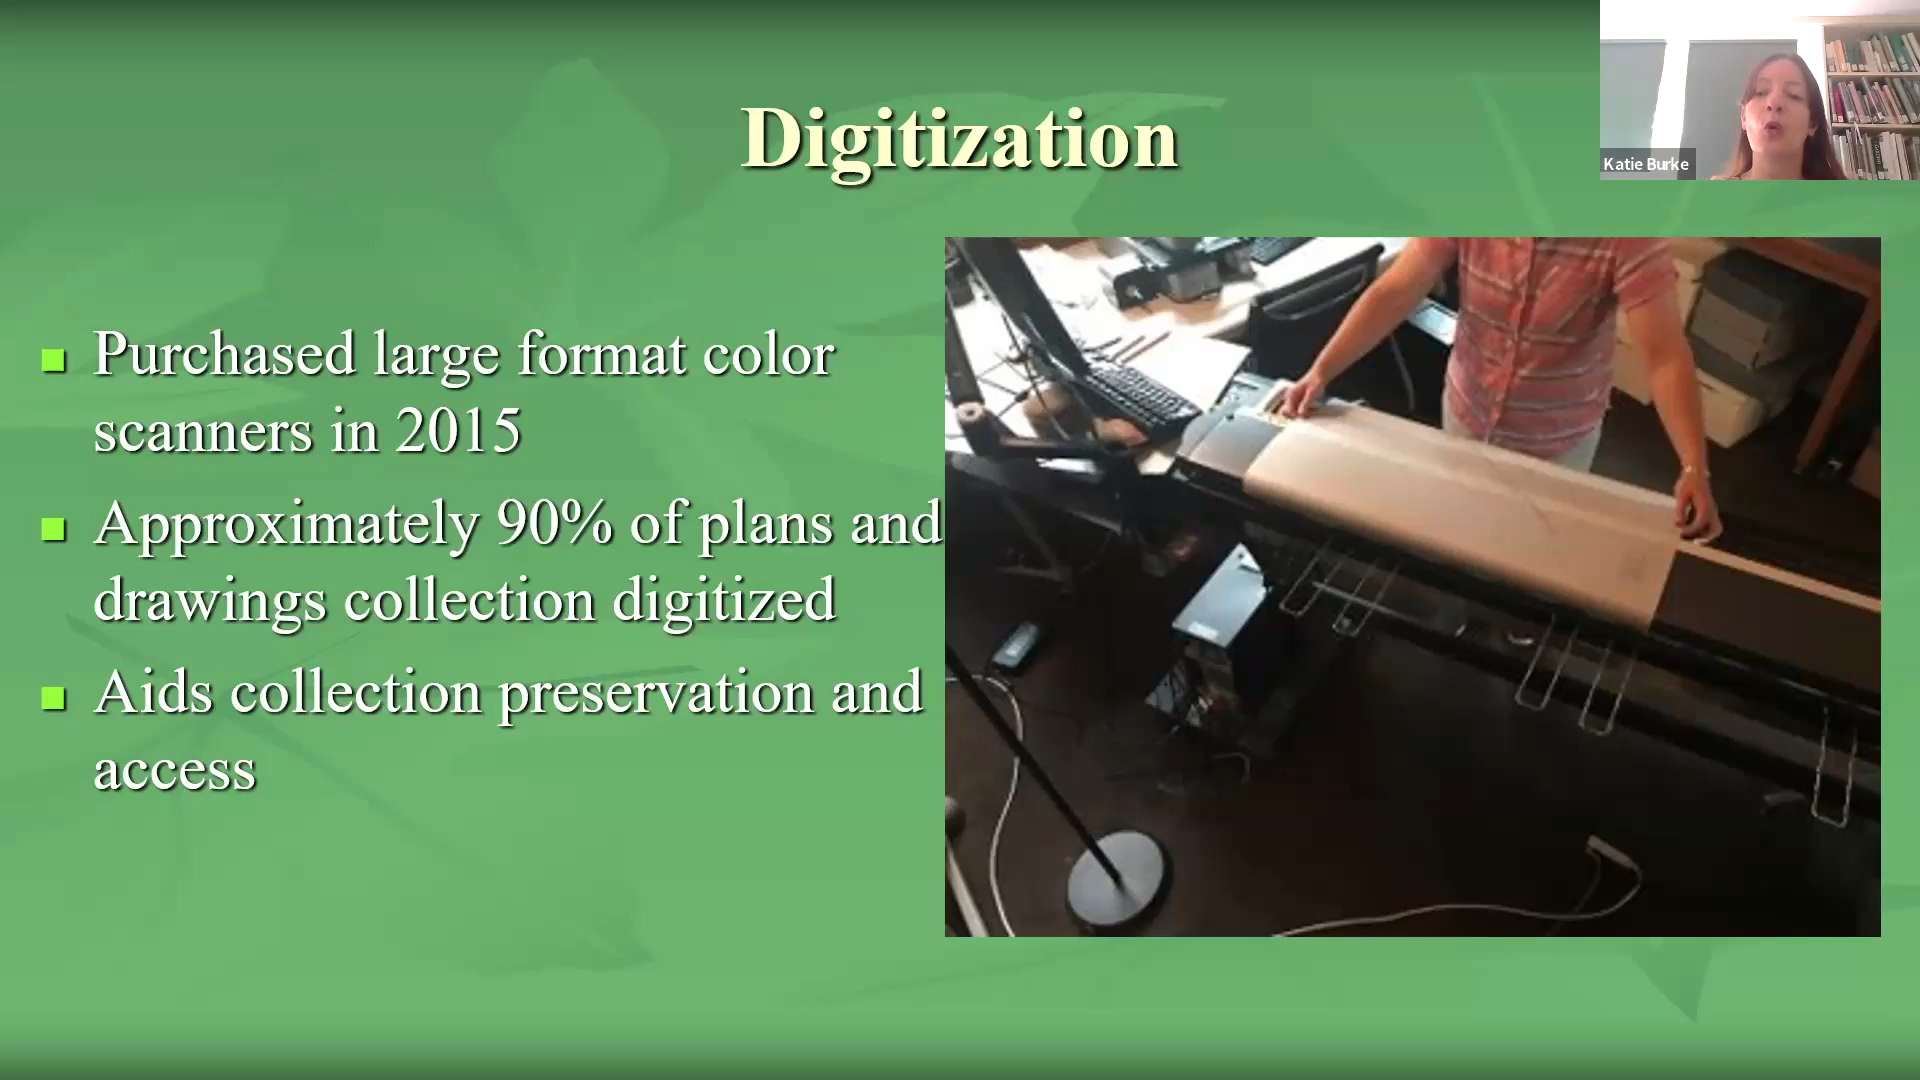 Digitization
Katie Burke
Purchased large format color
scanners in 2015
Approximately 90% of plans and
drawings collection digitized
Aids collection preservation and
access